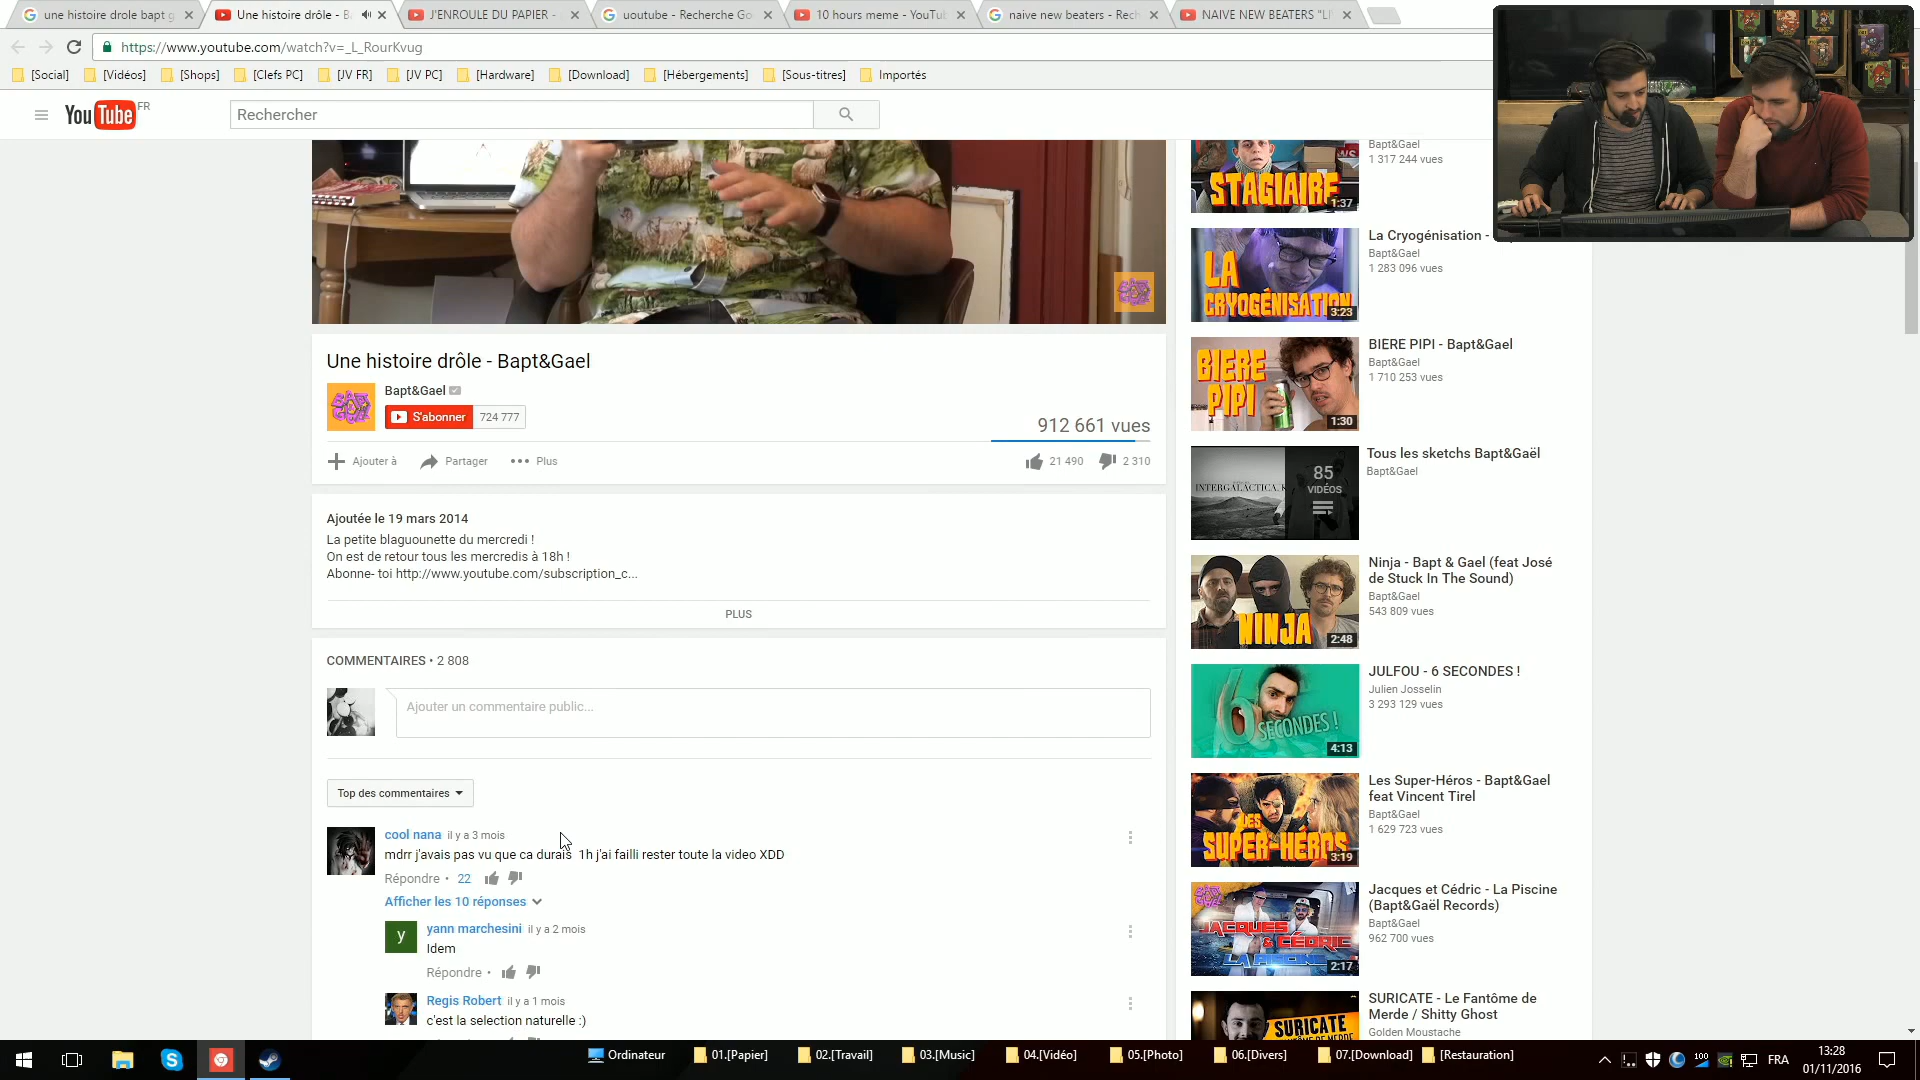 une histoire drole bapt g
Une histoire drôle - Ba
J'ENROULE DU PAPIER -
uoutube - Recherche Go
10 hours meme - YouTu
naive new beaters - Rech
NAIVE NEW BEATERS "LI
https://www.youtube.com/watch?v=_L_RourKvug
[Social]
[Vidéos]
[Shops]
[Clefs PC]
[JV FR]
[JV PC]
[Hardware]
[Download]
[Hébergements]
[Sous-titres]
Importés
YouTube FR
Rechercher
Une histoire drôle - Bapt&Gael
Bapt&Gael
S'abonner 724 777
912 661 vues
Ajouter à
Partager
Plus
21 490
2 310
Ajoutée le 19 mars 2014
La petite blaguounette du mercredi !
On est de retour tous les mercredis à 18h !
Abonne- toi http://www.youtube.com/subscription_c...
PLUS
COMMENTAIRES • 2 808
Ajouter un commentaire public...
Top des commentaires
cool nana il y a 3 mois
mdrr j'avais pas vu que ca durais 1h j'ai failli rester toute la video XDD
Répondre • 22
Afficher les 10 réponses
y
yann marchesini il y a 2 mois
Idem
Répondre •
Regis Robert il y a 1 mois
c'est la selection naturelle :)
STAGIAIRE
1:37
Bapt&Gael
1 317 244 vues
LA
CRYOGÉNISATION
3:23
La Cryogénisation -
Bapt&Gael
1 283 096 vues
BIERE
PIPI
1:30
BIERE PIPI - Bapt&Gael
Bapt&Gael
1 710 253 vues
INTERGALACTICA
85
VIDÉOS
Tous les sketchs Bapt&Gaël
Bapt&Gael
NINJA
2:48
Ninja - Bapt & Gael (feat José
de Stuck In The Sound)
Bapt&Gael
543 809 vues
6
SECONDES !
4:13
JULFOU - 6 SECONDES !
Julien Josselin
3 293 129 vues
LES
SUPER-HEROS
3:19
Les Super-Héros - Bapt&Gael
feat Vincent Tirel
Bapt&Gael
1 629 723 vues
JACQUES
& CÉDRIC
LA PISCINE
2:17
Jacques et Cédric - La Piscine
(Bapt&Gaël Records)
Bapt&Gael
962 700 vues
SURICATE
SURICATE - Le Fantôme de
Merde / Shitty Ghost
Golden Moustache
Ordinateur
01.[Papier]
02.[Travail]
03.[Music]
04.[Vidéo]
05.[Photo]
06.[Divers]
07.[Download]
[Restauration]
100
FRA
13:28
01/11/2016